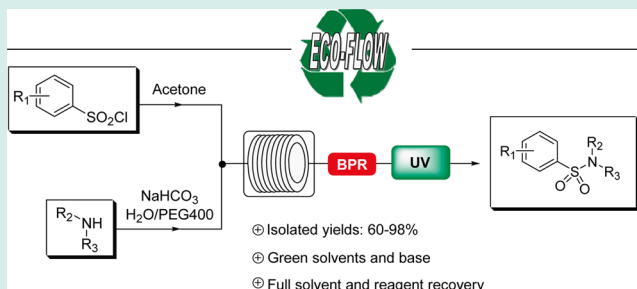 ECO-FLOW
R1
SO2Cl
Acetone
R2
NH
R3
NaHCO3
H2O/PEG400
BPR
UV
R1
R2
S
N
R3
O
O
⊕ Isolated yields: 60-98%
⊕ Green solvents and base
⊕ Full solvent and reagent recovery